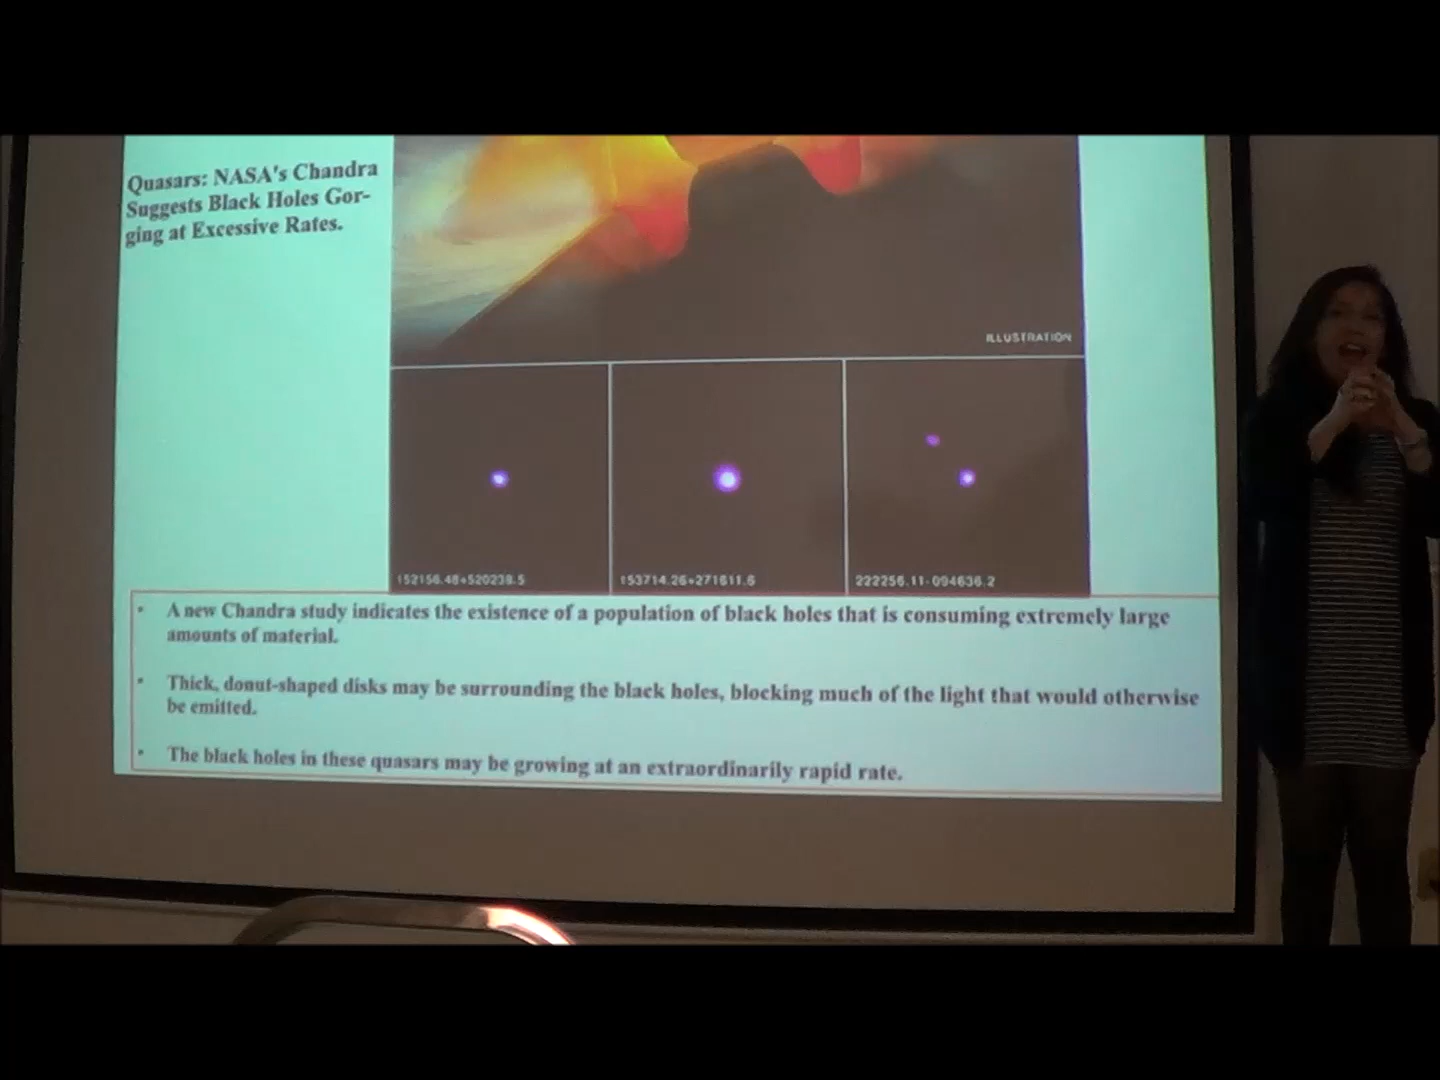 Quasars: NASA's Chandra
Suggests Black Holes Gor-
ging at Excessive Rates.
ILLUSTRATION
152156.48+520238.5
153714.26+271611.6
222256.11-094636.2
• A new Chandra study indicates the existence of a population of black holes that is consuming extremely large
amounts of material.
• Thick, donut-shaped disks may be surrounding the black holes, blocking much of the light that would otherwise
be emitted.
• The black holes in these quasars may be growing at an extraordinarily rapid rate.